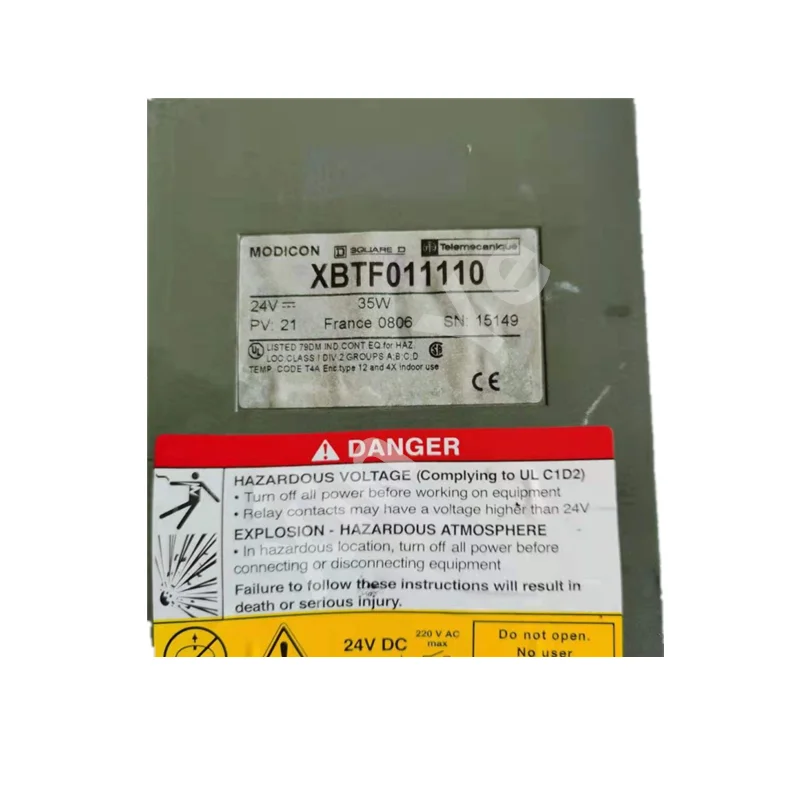 MODICON D SQUARE D Telemecanique
XBTF011110
24V 35W
PV: 21 France 0806 SN: 15149
UL LISTED 79DM IND.CONT EQ.for HAZ.
LOC.CLASS I DIV.2 GROUPS A,B,C,D
TEMP. CODE T4A Enc.type 12 and 4X indoor use
CE
DANGER
HAZARDOUS VOLTAGE (Complying to UL C1D2)
• Turn off all power before working on equipment
• Relay contacts may have a voltage higher than 24V
EXPLOSION - HAZARDOUS ATMOSPHERE
• In hazardous location, turn off all power before
connecting or disconnecting equipment
Failure to follow these instructions will result in
death or serious injury.
24V DC
220 V AC
max
Do not open.
No user